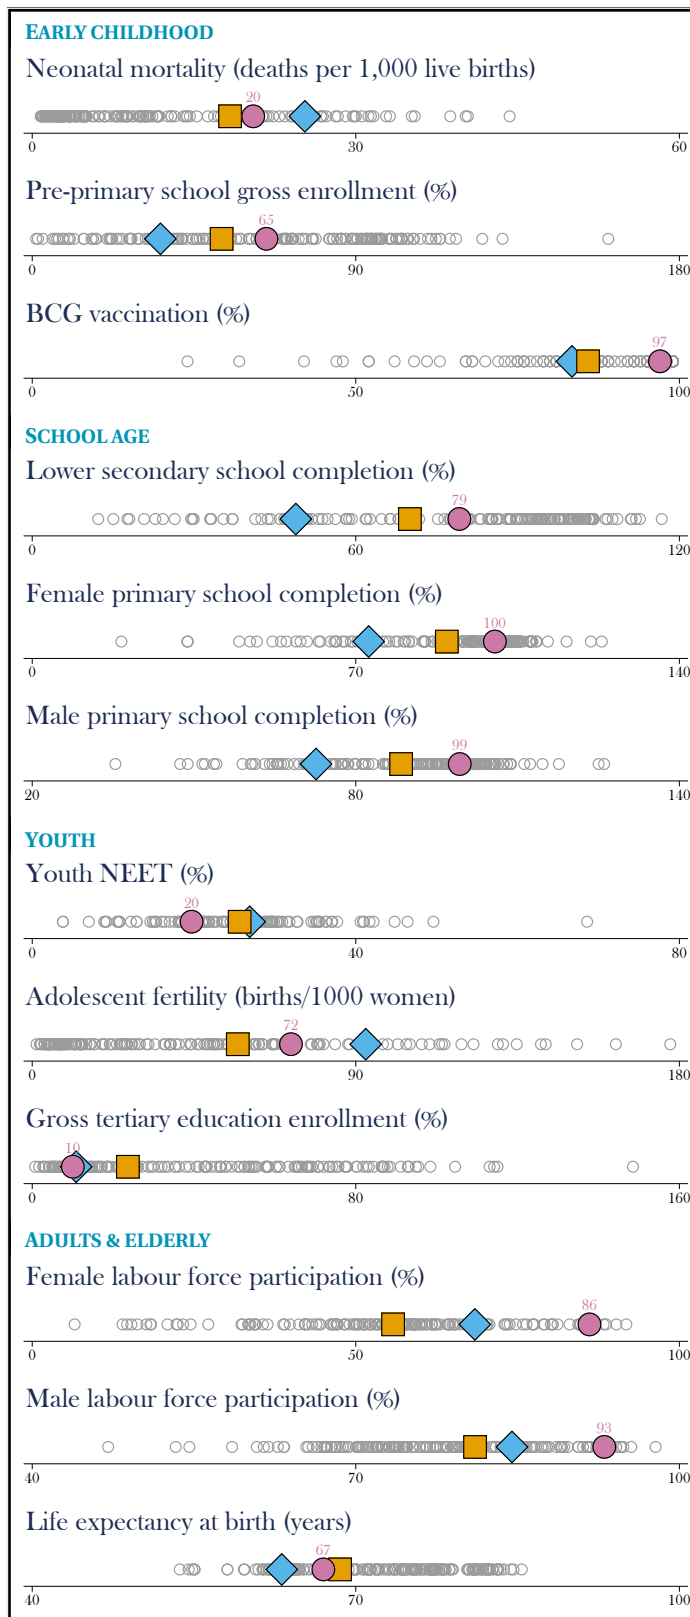 EARLY CHILDHOOD
Neonatal mortality (deaths per 1,000 live births)
20
0 30 60
Pre-primary school gross enrollment (%)
65
0 90 180
BCG vaccination (%)
97
0 50 100
SCHOOL AGE
Lower secondary school completion (%)
79
0 60 120
Female primary school completion (%)
100
0 70 140
Male primary school completion (%)
99
20 80 140
YOUTH
Youth NEET (%)
20
0 40 80
Adolescent fertility (births/1000 women)
72
0 90 180
Gross tertiary education enrollment (%)
10
0 80 160
ADULTS & ELDERLY
Female labour force participation (%)
86
0 50 100
Male labour force participation (%)
93
40 70 100
Life expectancy at birth (years)
67
40 70 100